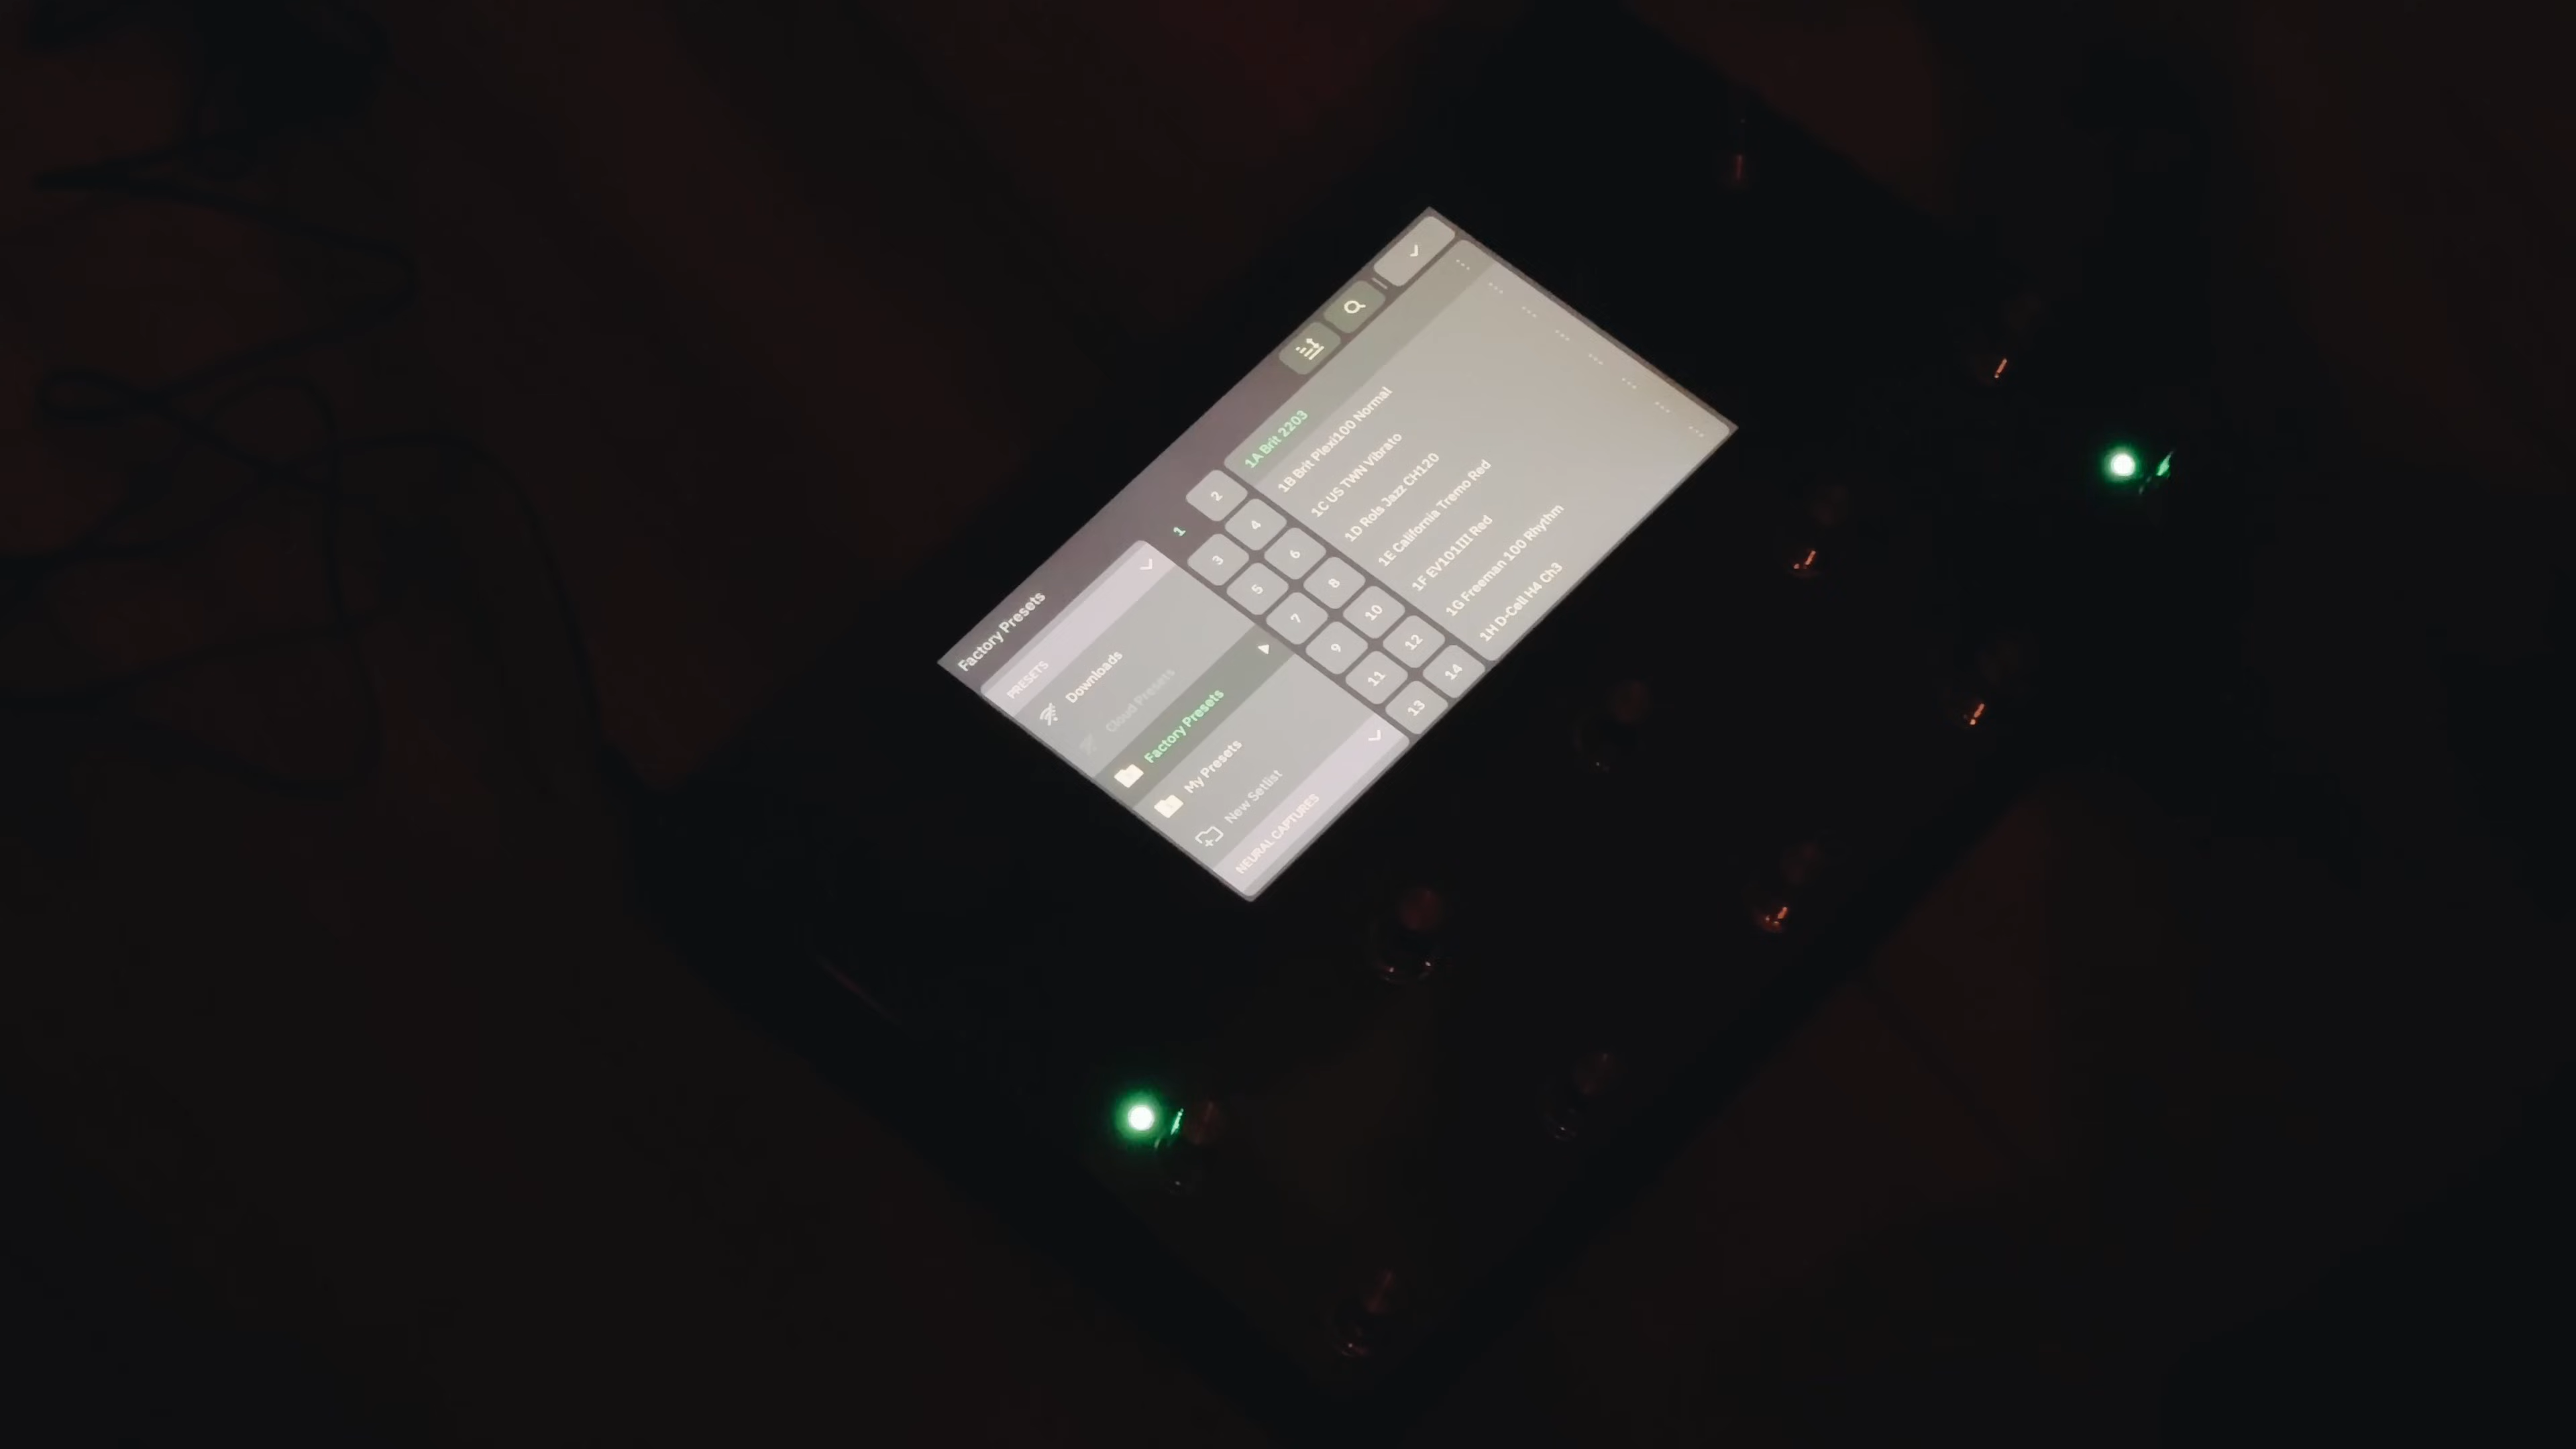 Factory Presets
PRESETS
Downloads
Cloud Presets
Factory Presets
My Presets
New Setlist
NEURAL CAPTURES
1 2
3 4
5 6
7 8
9 10
11 12
13 14
1A Brit 2203
1B Brit Plexi100 Normal
1C US TWN Vibrato
1D Rols Jazz CH120
1E California Tremo Red
1F EV101III Red
1G Freeman 100 Rhythm
1H D-Cell H4 Ch3